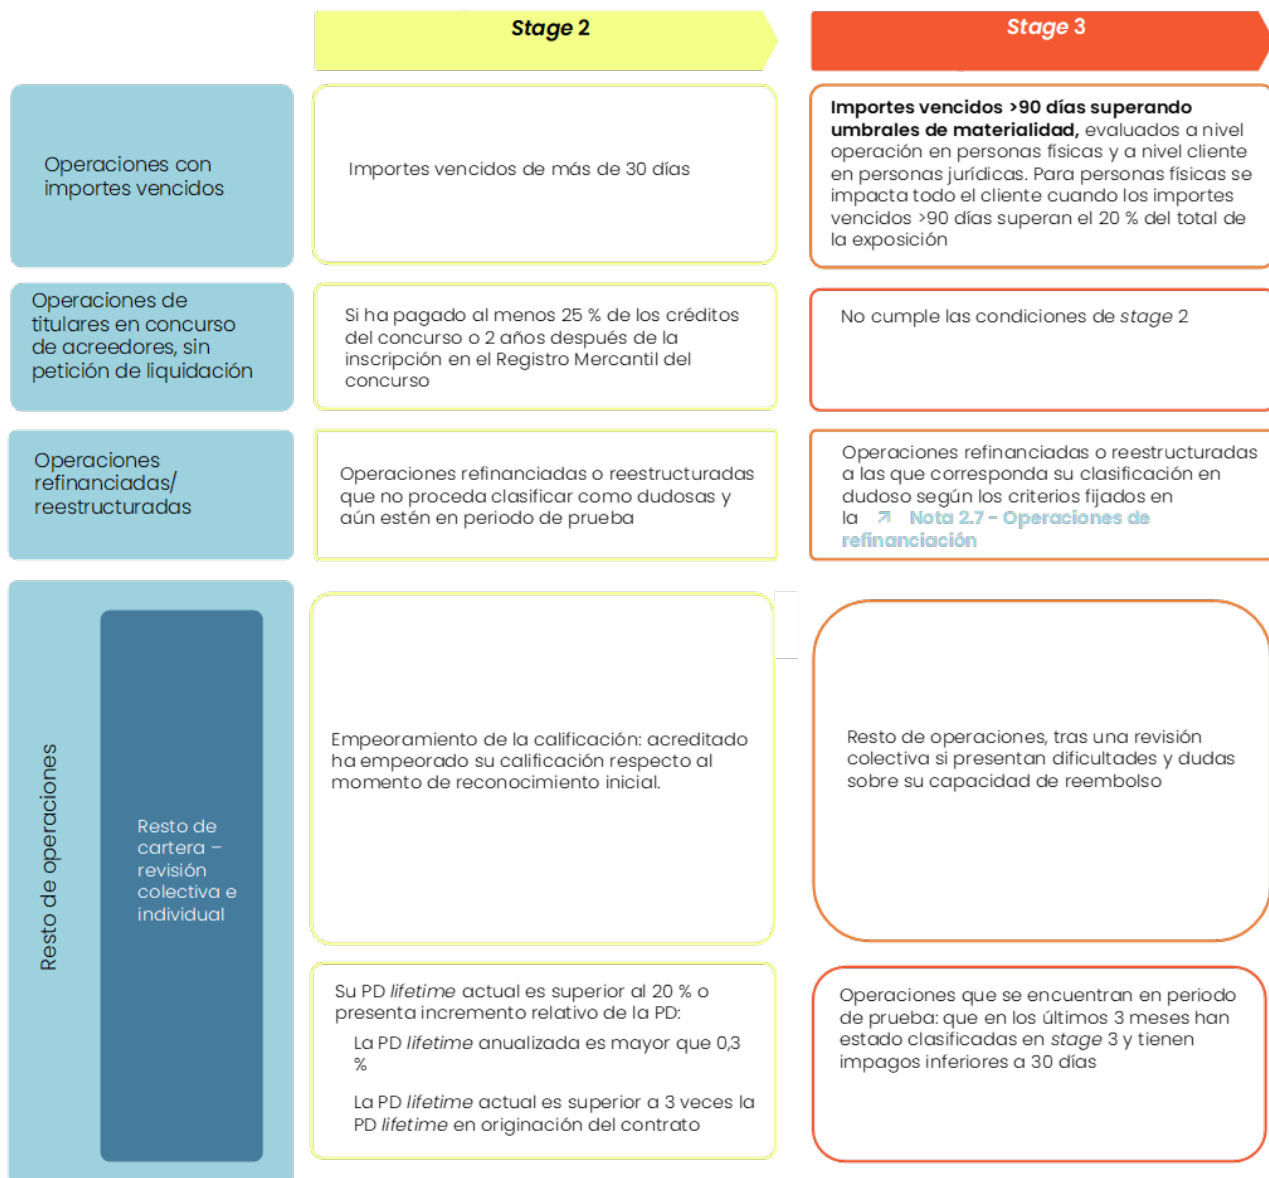 Stage 2
Stage 3
Operaciones con
importes vencidos
Importes vencidos de más de 30 días
Importes vencidos >90 días superando
umbrales de materialidad, evaluados a nivel
operación en personas físicas y a nivel cliente
en personas jurídicas. Para personas físicas se
impacta todo el cliente cuando los importes
vencidos >90 días superan el 20 % del total de
la exposición
Operaciones de
titulares en concurso
de acreedores, sin
petición de liquidación
Si ha pagado al menos 25 % de los créditos
del concurso o 2 años después de la
inscripción en el Registro Mercantil del
concurso
No cumple las condiciones de stage 2
Operaciones
refinanciadas/
reestructuradas
Operaciones refinanciadas o reestructuradas
que no proceda clasificar como dudosas y
aún estén en periodo de prueba
Operaciones refinanciadas o reestructuradas
a las que corresponda su clasificación en
dudoso según los criterios fijados en
la ↗ Nota 2.7 - Operaciones de
refinanciación
Resto de operaciones
Resto de
cartera –
revisión
colectiva e
individual
Empeoramiento de la calificación: acreditado
ha empeorado su calificación respecto al
momento de reconocimiento inicial.
Resto de operaciones, tras una revisión
colectiva si presentan dificultades y dudas
sobre su capacidad de reembolso
Su PD lifetime actual es superior al 20 % o
presenta incremento relativo de la PD:
La PD lifetime anualizada es mayor que 0,3
%
La PD lifetime actual es superior a 3 veces la
PD lifetime en originación del contrato
Operaciones que se encuentran en periodo
de prueba: que en los últimos 3 meses han
estado clasificadas en stage 3 y tienen
impagos inferiores a 30 días